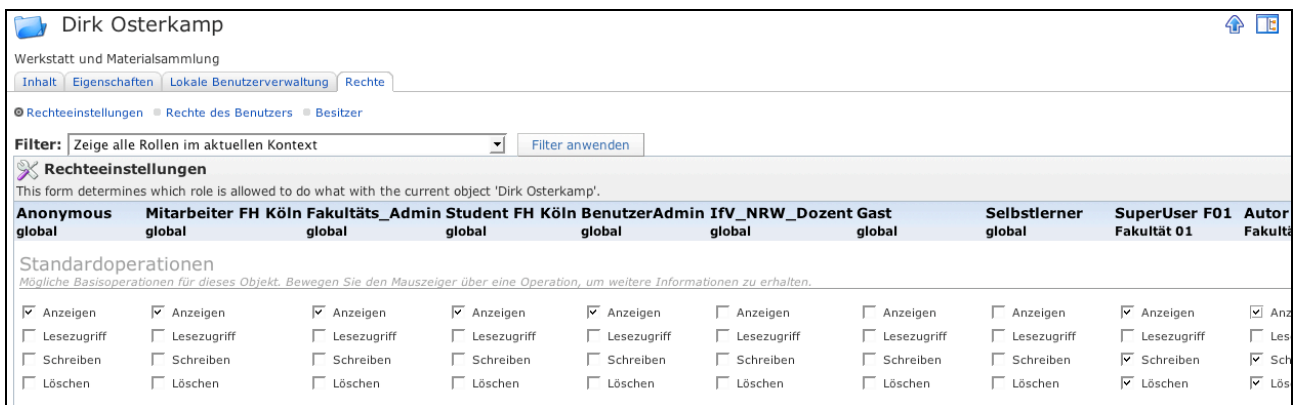 Dirk Osterkamp
Werkstatt und Materialsammlung
Inhalt Eigenschaften Lokale Benutzerverwaltung Rechte
Rechteeinstellungen Rechte des Benutzers Besitzer
Filter: Zeige alle Rollen im aktuellen Kontext Filter anwenden
Rechteeinstellungen
This form determines which role is allowed to do what with the current object 'Dirk Osterkamp'.
Anonymous Mitarbeiter FH Köln Fakultäts_Admin Student FH Köln BenutzerAdmin IfV_NRW_Dozent Gast Selbstlerner SuperUser F01 Autor
global global global global global global global global Fakultät 01 Fakultä
Standardoperationen
Mögliche Basisoperationen für dieses Objekt. Bewegen Sie den Mauszeiger über eine Operation, um weitere Informationen zu erhalten.
Anzeigen Anzeigen Anzeigen Anzeigen Anzeigen Anzeigen Anzeigen Anzeigen Anzeigen Anz
Lesezugriff Lesezugriff Lesezugriff Lesezugriff Lesezugriff Lesezugriff Lesezugriff Lesezugriff Lesezugriff Les
Schreiben Schreiben Schreiben Schreiben Schreiben Schreiben Schreiben Schreiben Schreiben Sch
Löschen Löschen Löschen Löschen Löschen Löschen Löschen Löschen Löschen Lös